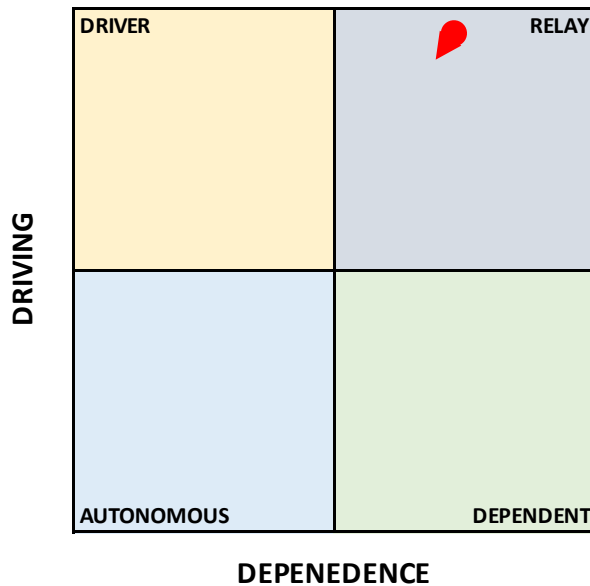 DRIVER
RELAY
DRIVING
AUTONOMOUS
DEPENDENT
DEPENEDENCE